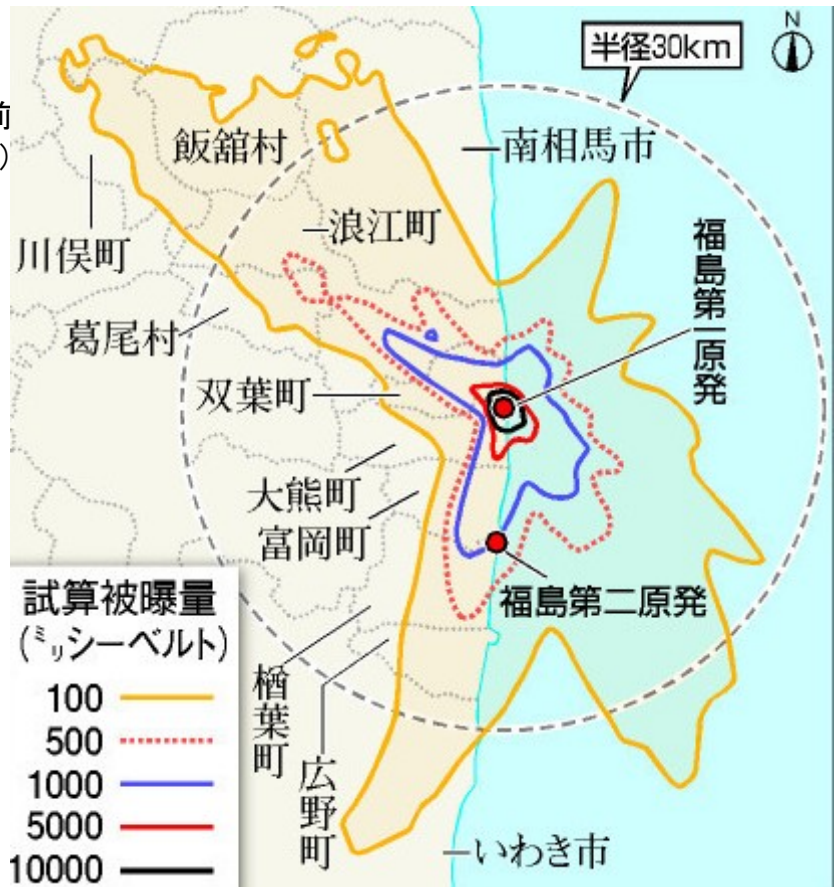 N
半径30km
前
)
飯舘村
南相馬市
川俣町
浪江町
福島第一原発
葛尾村
双葉町
大熊町
富岡町
福島第二原発
試算被曝量
(ミリシーベルト)
100
500
1000
5000
10000
楢葉町
広野町
いわき市